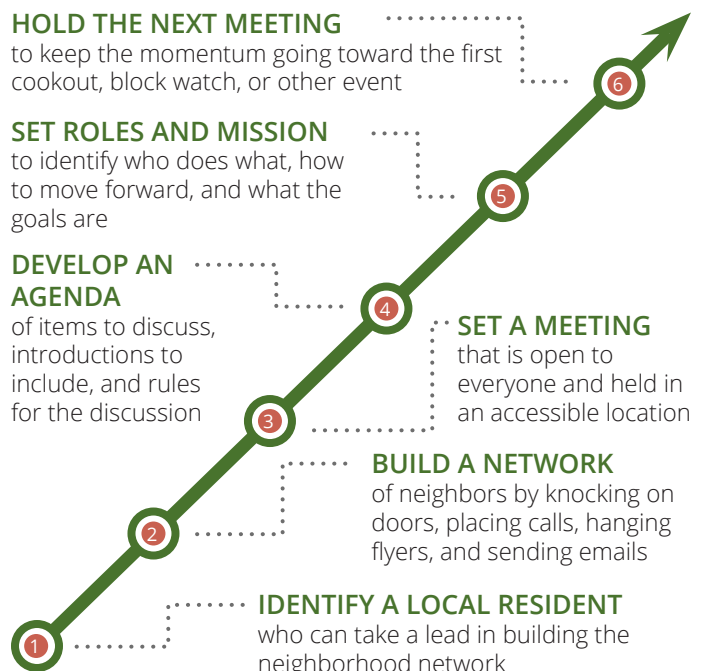 HOLD THE NEXT MEETING
to keep the momentum going toward the first
cookout, block watch, or other event
6
SET ROLES AND MISSION
to identify who does what, how
to move forward, and what the
goals are
5
DEVELOP AN
AGENDA
of items to discuss,
introductions to
include, and rules
for the discussion
4
SET A MEETING
that is open to
everyone and held in
an accessible location
3
BUILD A NETWORK
of neighbors by knocking on
doors, placing calls, hanging
flyers, and sending emails
2
IDENTIFY A LOCAL RESIDENT
who can take a lead in building the
neighborhood network
1